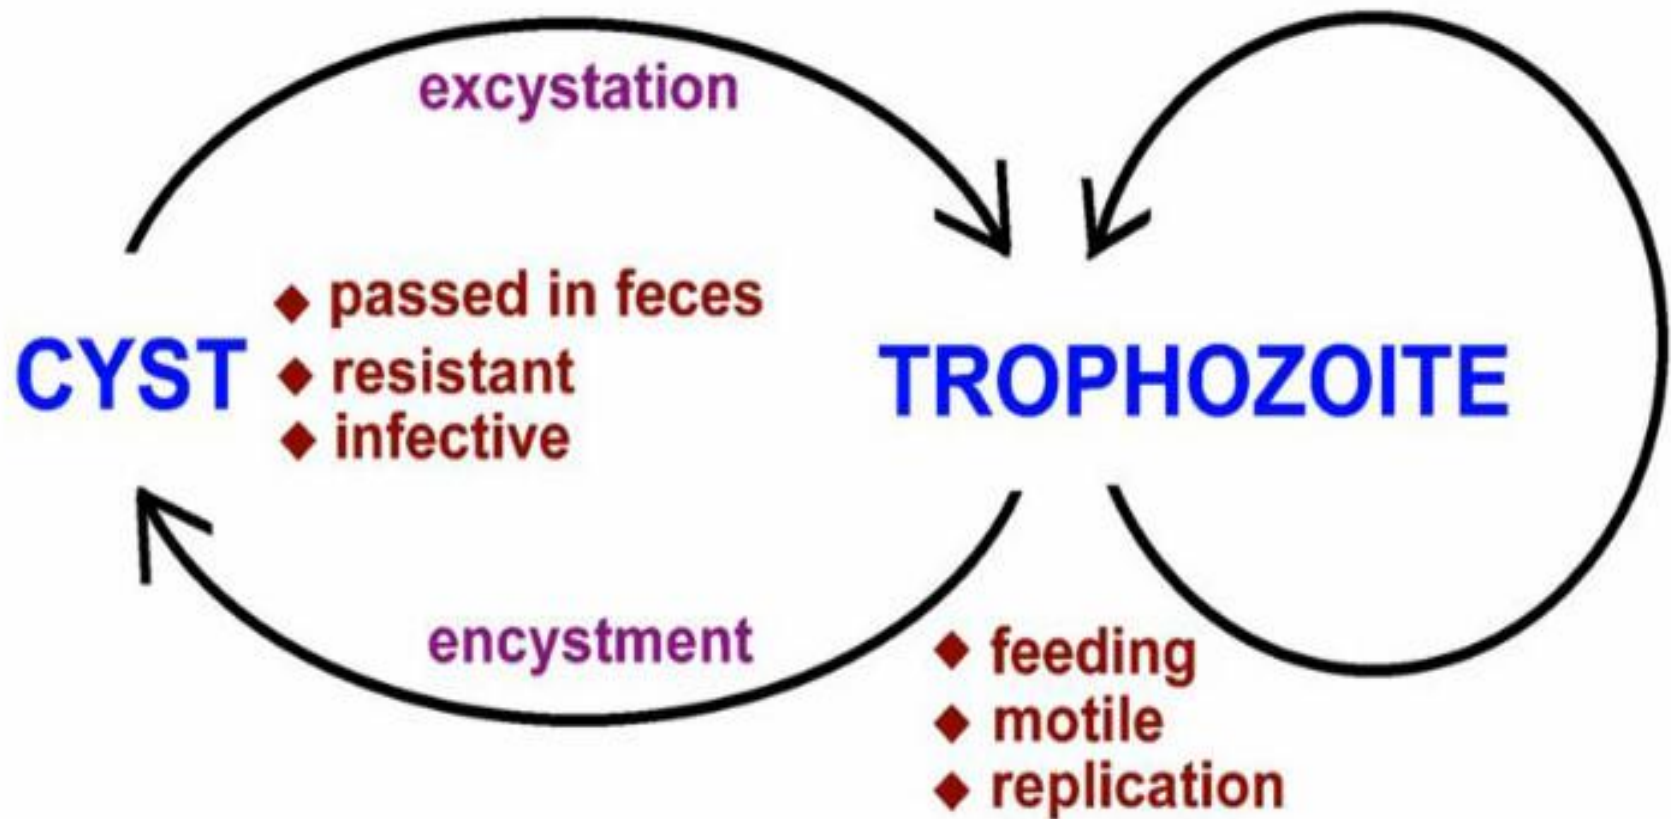 excystation
CYST
◆ passed in feces
◆ resistant
◆ infective
TROPHOZOITE
encystment
◆ feeding
◆ motile
◆ replication